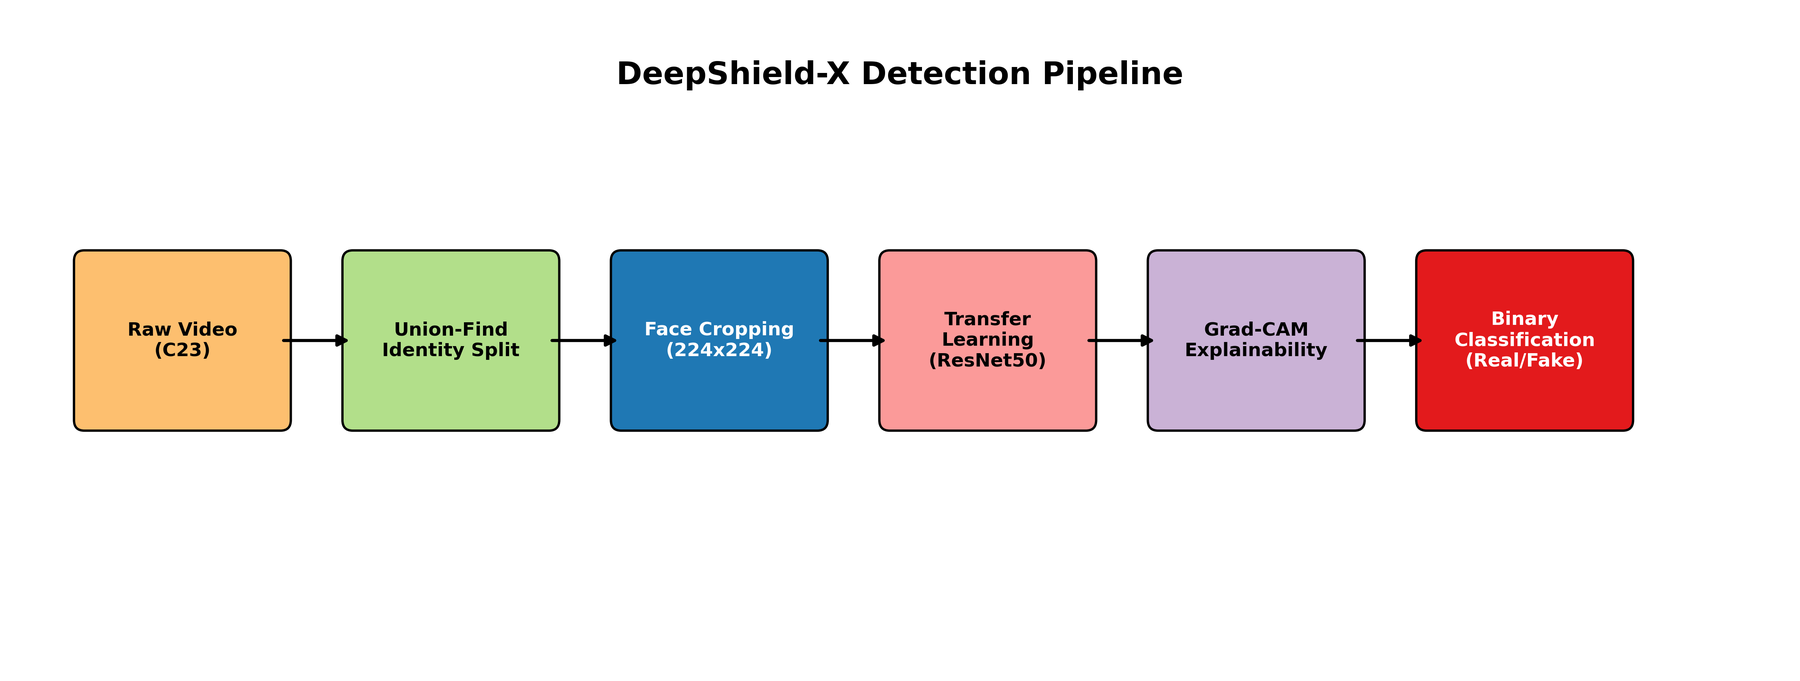 DeepShield-X Detection Pipeline
Raw Video
(C23)
Union-Find
Identity Split
Face Cropping
(224x224)
Transfer
Learning
(ResNet50)
Grad-CAM
Explainability
Binary
Classification
(Real/Fake)